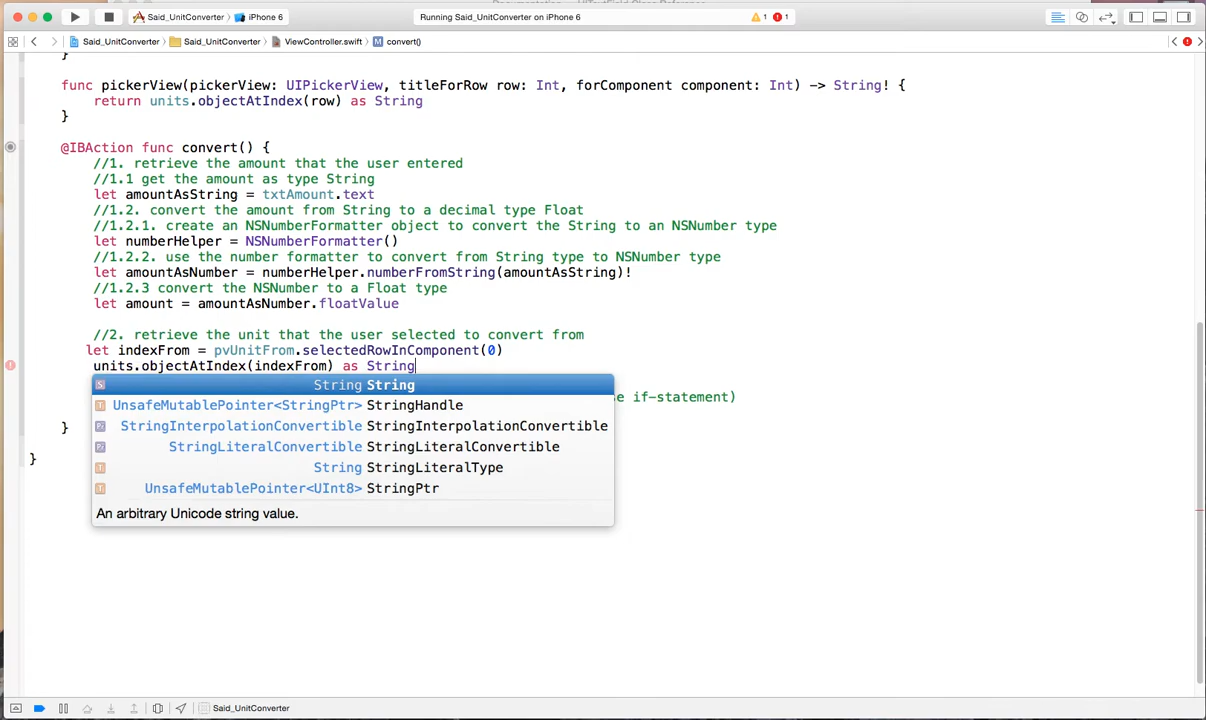 Said_UnitConverter iPhone 6
Running Said_UnitConverter on iPhone 6
1 1
Said_UnitConverter Said_UnitConverter ViewController.swift M convert()
}
func pickerView(pickerView: UIPickerView, titleForRow row: Int, forComponent component: Int) -> String! {
return units.objectAtIndex(row) as String
}
@IBAction func convert() {
//1. retrieve the amount that the user entered
//1.1 get the amount as type String
let amountAsString = txtAmount.text
//1.2. convert the amount from String to a decimal type Float
//1.2.1. create an NSNumberFormatter object to convert the String to an NSNumber type
let numberHelper = NSNumberFormatter()
//1.2.2. use the number formatter to convert from String type to NSNumber type
let amountAsNumber = numberHelper.numberFromString(amountAsString)!
//1.2.3 convert the NSNumber to a Float type
let amount = amountAsNumber.floatValue
//2. retrieve the unit that the user selected to convert from
let indexFrom = pvUnitFrom.selectedRowInComponent(0)
units.objectAtIndex(indexFrom) as String
S String String
T UnsafeMutablePointer<StringPtr> StringHandle
e if-statement)
Pr StringInterpolationConvertible StringInterpolationConvertible
}
Pr StringLiteralConvertible StringLiteralConvertible
}
T String StringLiteralType
T UnsafeMutablePointer<UInt8> StringPtr
An arbitrary Unicode string value.
Said_UnitConverter